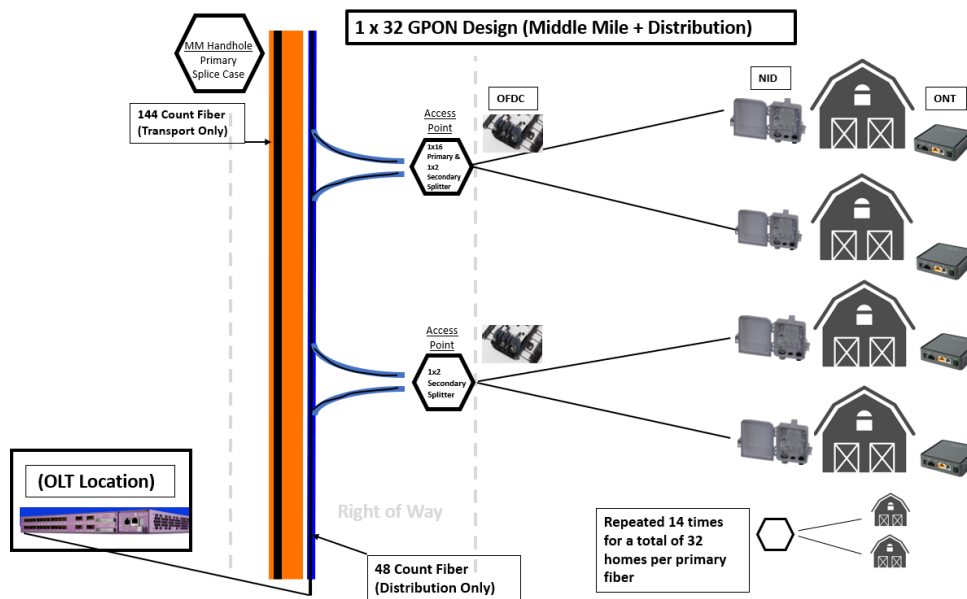 1 x 32 GPON Design (Middle Mile + Distribution)
MM Handhole
Primary
Splice Case
144 Count Fiber
(Transport Only)
Access
Point
1x16
Primary &
1x2
Secondary
Splitter
OFDC
NID
ONT
Access
Point
1x2
Secondary
Splitter
(OLT Location)
Right of Way
48 Count Fiber
(Distribution Only)
Repeated 14 times
for a total of 32
homes per primary
fiber